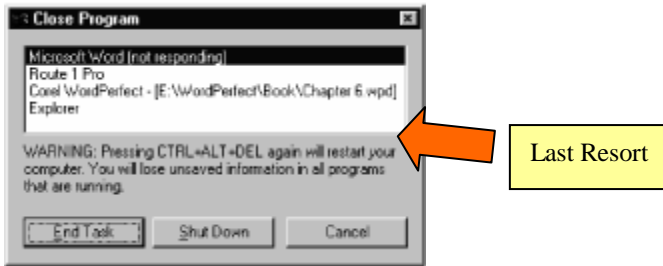 Close Program
Microsoft Word (not responding)
Route 1 Pro
Corel WordPerfect - [E:\WordPerfect\Book\Chapter 6.wpd]
Explorer
WARNING: Pressing CTRL+ALT+DEL again will restart your
computer. You will lose unsaved information in all programs
that are running.
End Task
Shut Down
Cancel
Last Resort